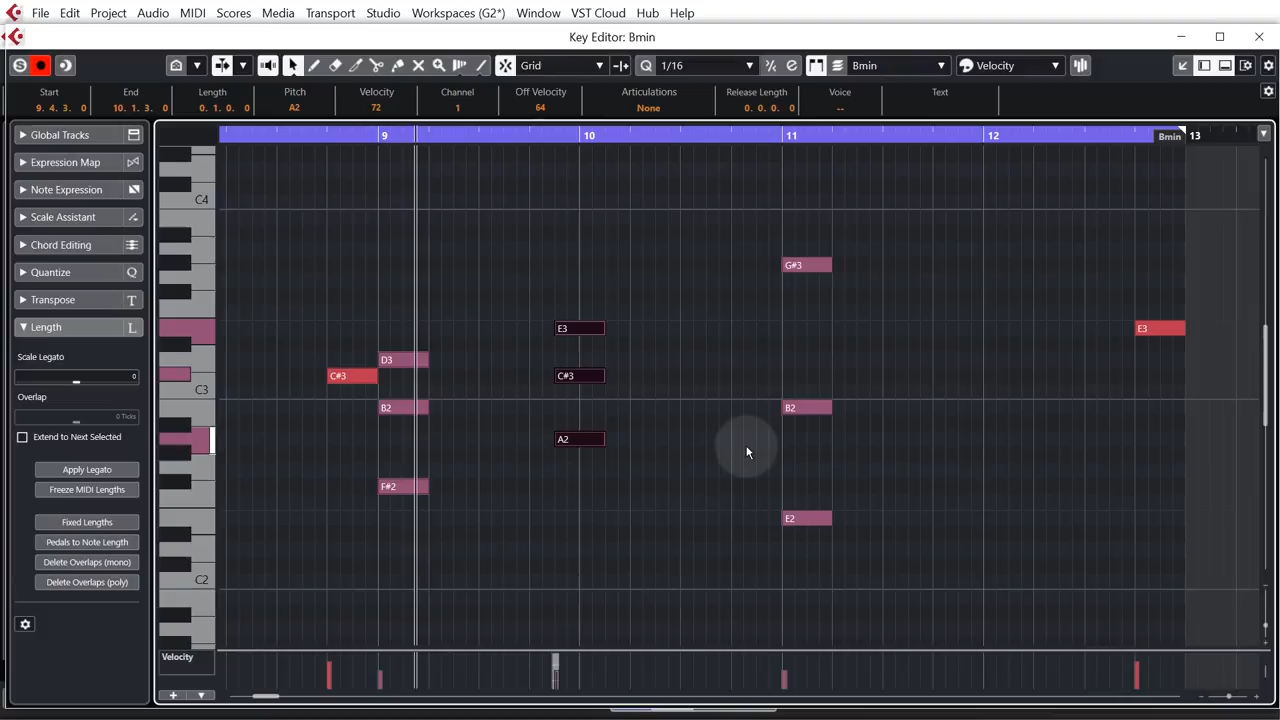 File Edit Project Audio MIDI Scores Media Transport Studio Workspaces (G2*) Window VST Cloud Hub Help
Key Editor: Bmin
Grid Q 1/16 Bmin Velocity
Start End Length Pitch Velocity Channel Off Velocity Articulations Release Length Voice Text
9. 4. 3. 0 10. 1. 3. 0 0. 1. 0. 0 A2 72 1 64 None 0. 0. 0. 0 --
Global Tracks
9 10 11 12 Bmin 13
Expression Map
Note Expression
C4
Scale Assistant
Chord Editing
G#3
Quantize Q
Transpose T
Length L
E3 E3
Scale Legato
D3
0
C#3 C#3
C3
Overlap
B2 B2
0 Ticks
Extend to Next Selected
A2
Apply Legato
Freeze MIDI Lengths
F#2
Fixed Lengths
E2
Pedals to Note Length
Delete Overlaps (mono)
Delete Overlaps (poly)
C2
Velocity